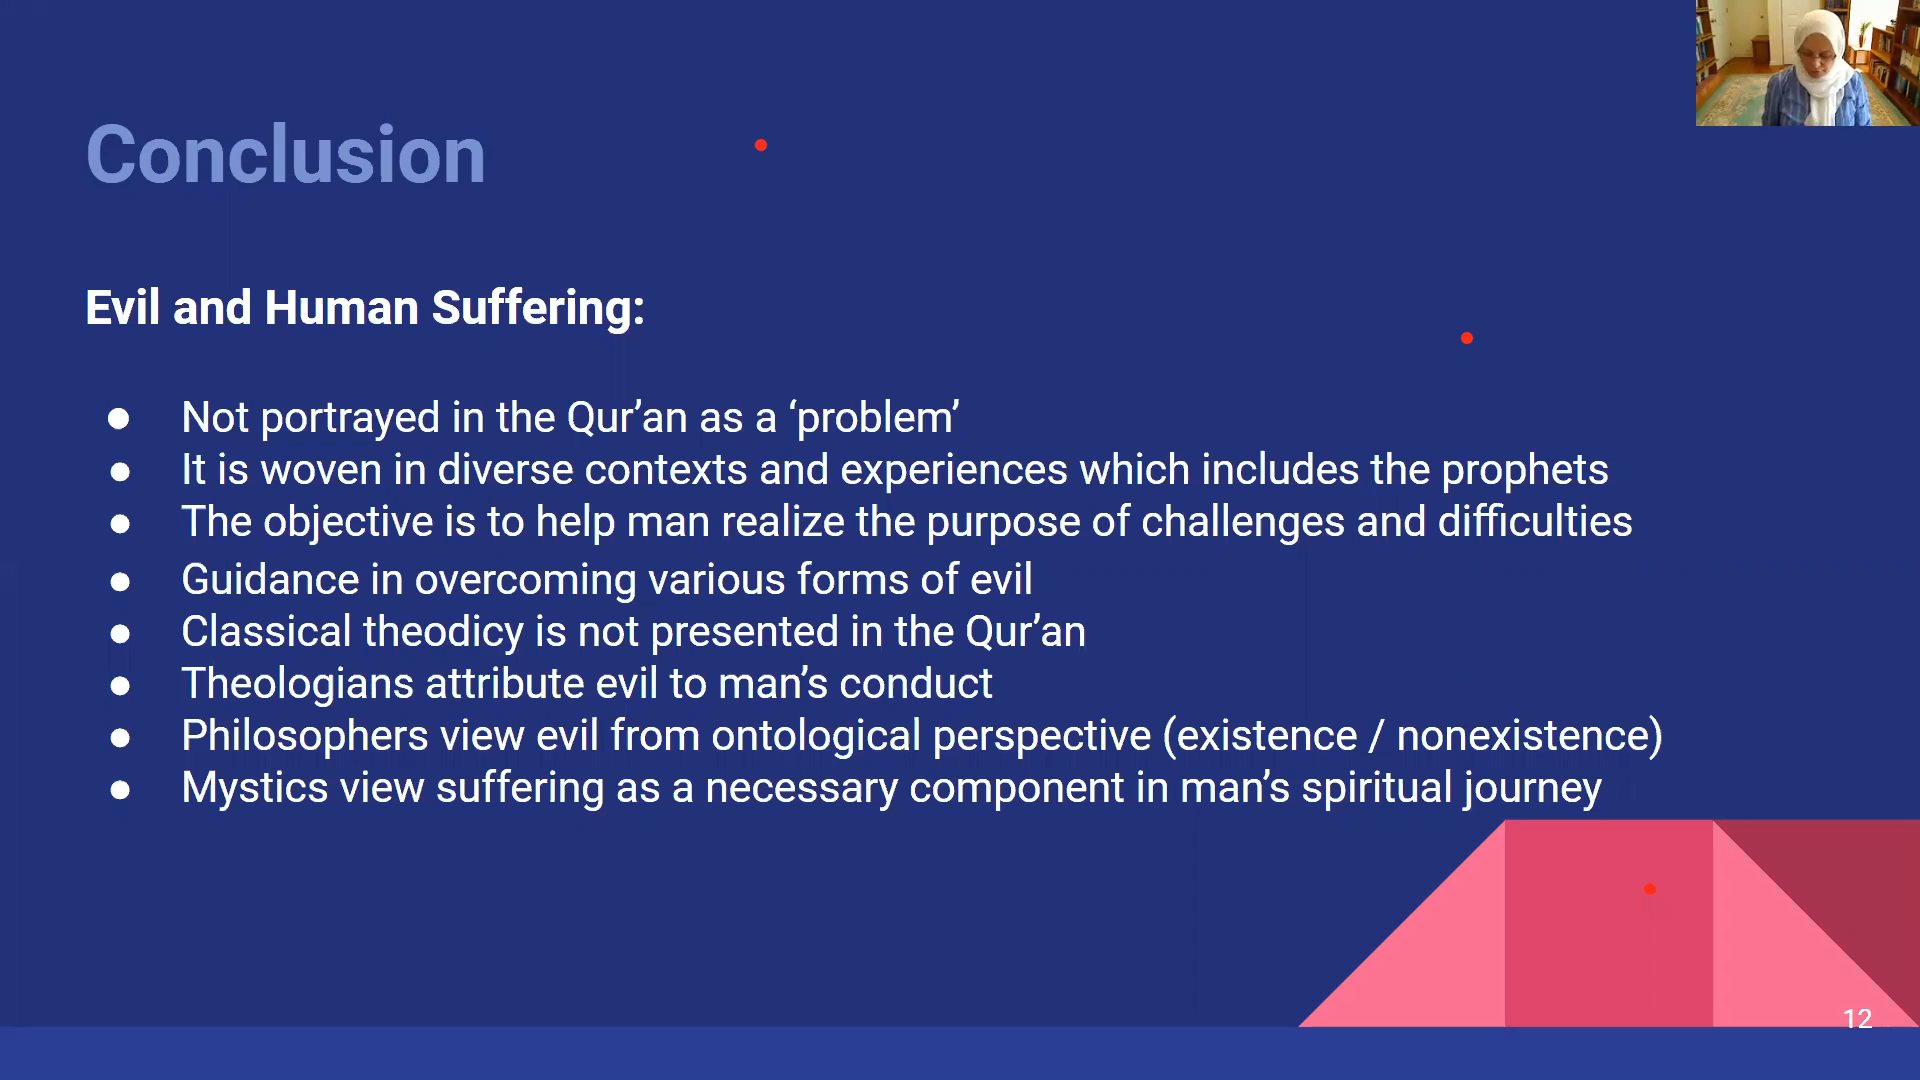 Conclusion
Evil and Human Suffering:
● Not portrayed in the Qur’an as a ‘problem’
● It is woven in diverse contexts and experiences which includes the prophets
● The objective is to help man realize the purpose of challenges and difficulties
● Guidance in overcoming various forms of evil
● Classical theodicy is not presented in the Qur’an
● Theologians attribute evil to man’s conduct
● Philosophers view evil from ontological perspective (existence / nonexistence)
● Mystics view suffering as a necessary component in man’s spiritual journey
12